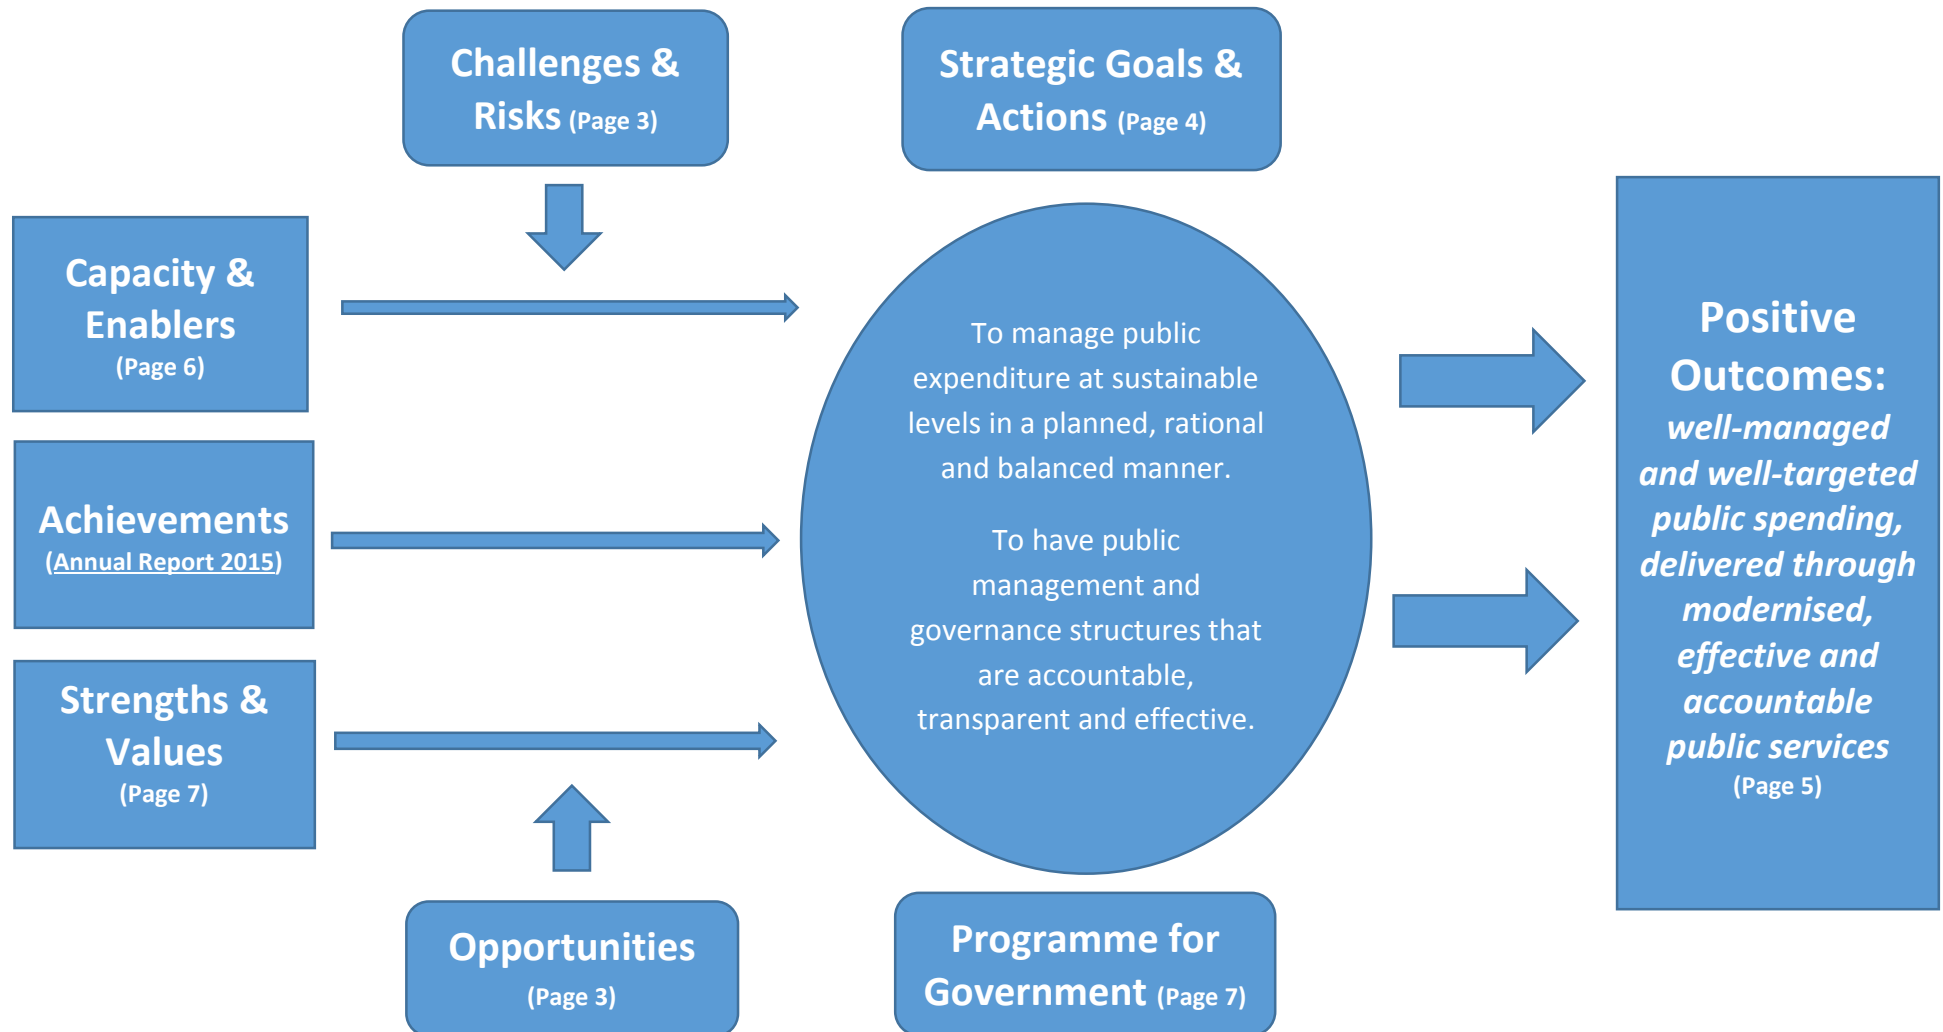 Challenges &
Risks (Page 3)
Strategic Goals &
Actions (Page 4)
Capacity &
Enablers
(Page 6)
Achievements
(Annual Report 2015)
Strengths &
Values
(Page 7)
To manage public
expenditure at sustainable
levels in a planned, rational
and balanced manner.
To have public
management and
governance structures that
are accountable,
transparent and effective.
Positive
Outcomes:
well-managed
and well-targeted
public spending,
delivered through
modernised,
effective and
accountable
public services
(Page 5)
Opportunities
(Page 3)
Programme for
Government (Page 7)